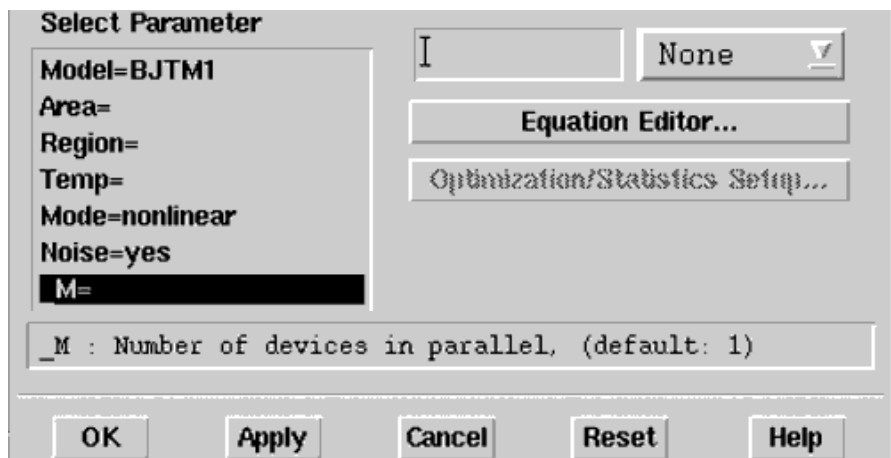 Select Parameter
Model=BJTM1
Area=
Region=
Temp=
Mode=nonlinear
Noise=yes
_M=
None
Equation Editor...
Optimization/Statistics Setup...
_M : Number of devices in parallel, (default: 1)
OK
Apply
Cancel
Reset
Help